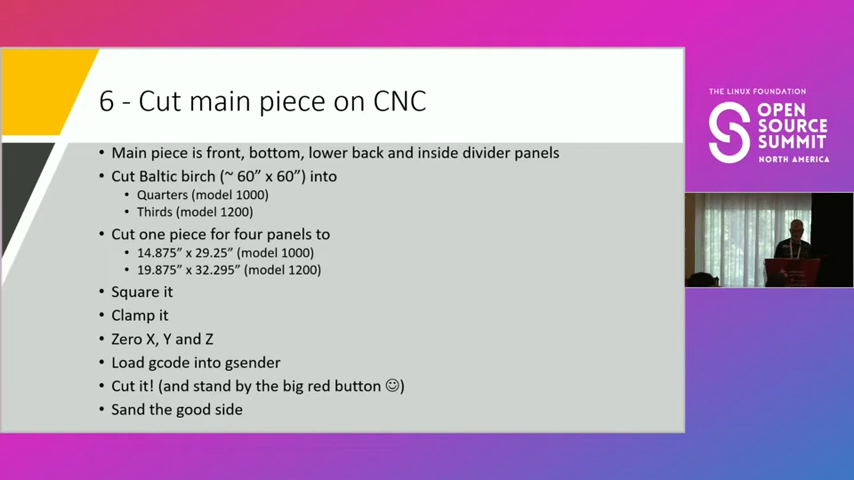 6 - Cut main piece on CNC
• Main piece is front, bottom, lower back and inside divider panels
• Cut Baltic birch (~ 60” x 60”) into
• Quarters (model 1000)
• Thirds (model 1200)
• Cut one piece for four panels to
• 14.875” x 29.25” (model 1000)
• 19.875” x 32.295” (model 1200)
• Square it
• Clamp it
• Zero X, Y and Z
• Load gcode into gsender
• Cut it! (and stand by the big red button ☺)
• Sand the good side
THE LINUX FOUNDATION
OPEN
SOURCE
SUMMIT
NORTH AMERICA